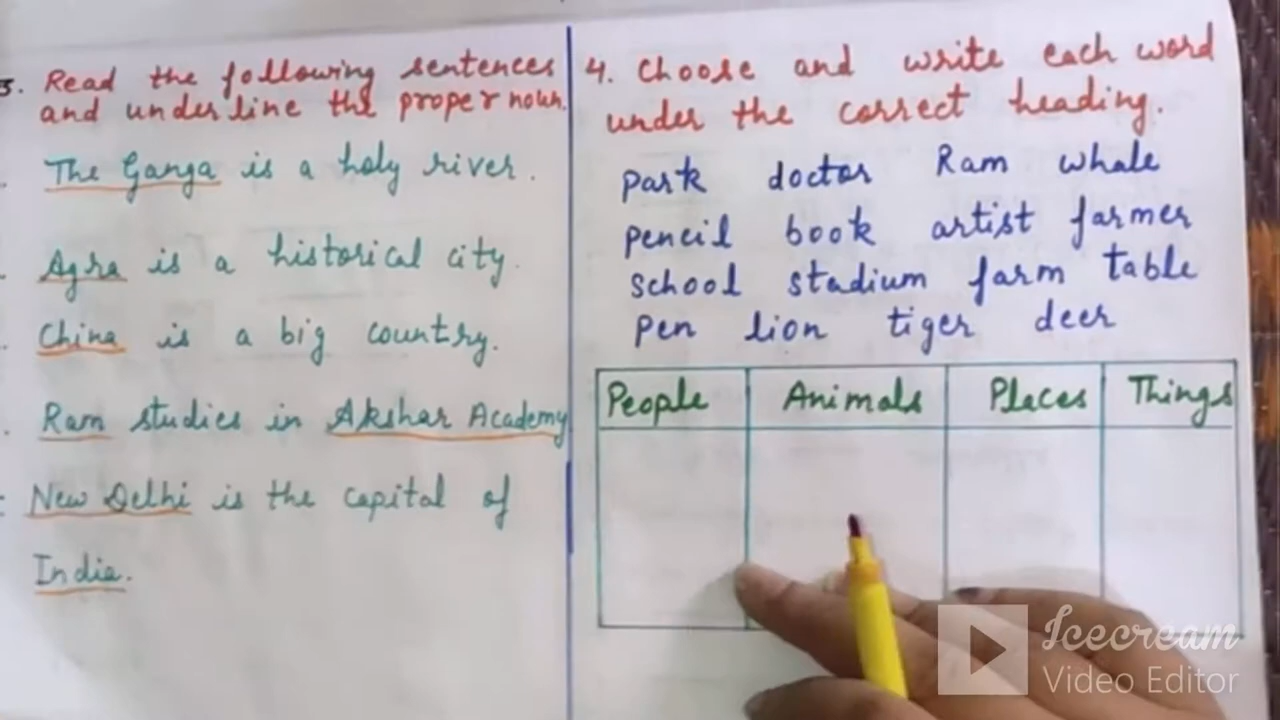 3. Read the following sentences
and underline the proper noun.
The Ganga is a holy river.
Agra is a historical city.
China is a big country.
Ram studies in Akshar Academy
New Delhi is the capital of
India.
4. Choose and write each word
under the correct heading.
park doctor Ram whale
pencil book artist farmer
school stadium farm table
pen lion tiger deer
People Animals Places Things
Icecream
Video Editor